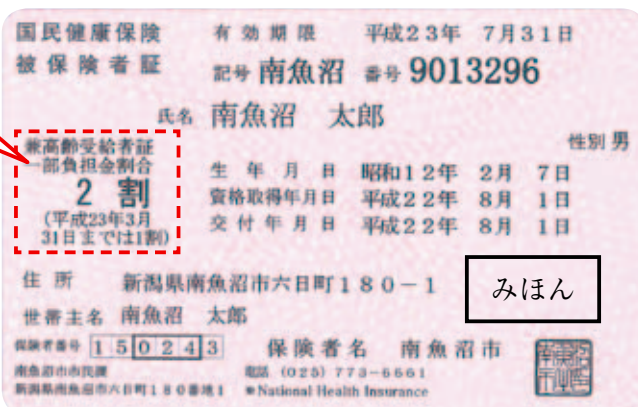 国民健康保険 有効期限 平成23年 7月31日
被保険者証 記号 南魚沼 番号 9013296
氏名 南魚沼 太郎
性別 男
兼高齢受給者証
一部負担金割合
2割
(平成23年3月
31日までは1割)
生年月日 昭和12年 2月 7日
資格取得年月日 平成22年 8月 1日
交付年月日 平成22年 8月 1日
住所 新潟県南魚沼市六日町180-1
みほん
世帯主名 南魚沼 太郎
保険者番号 150243 保険者名 南魚沼市
南魚沼市市民課 電話 (025) 773-6661
新潟県南魚沼市六日町180番地1 ※National Health Insurance